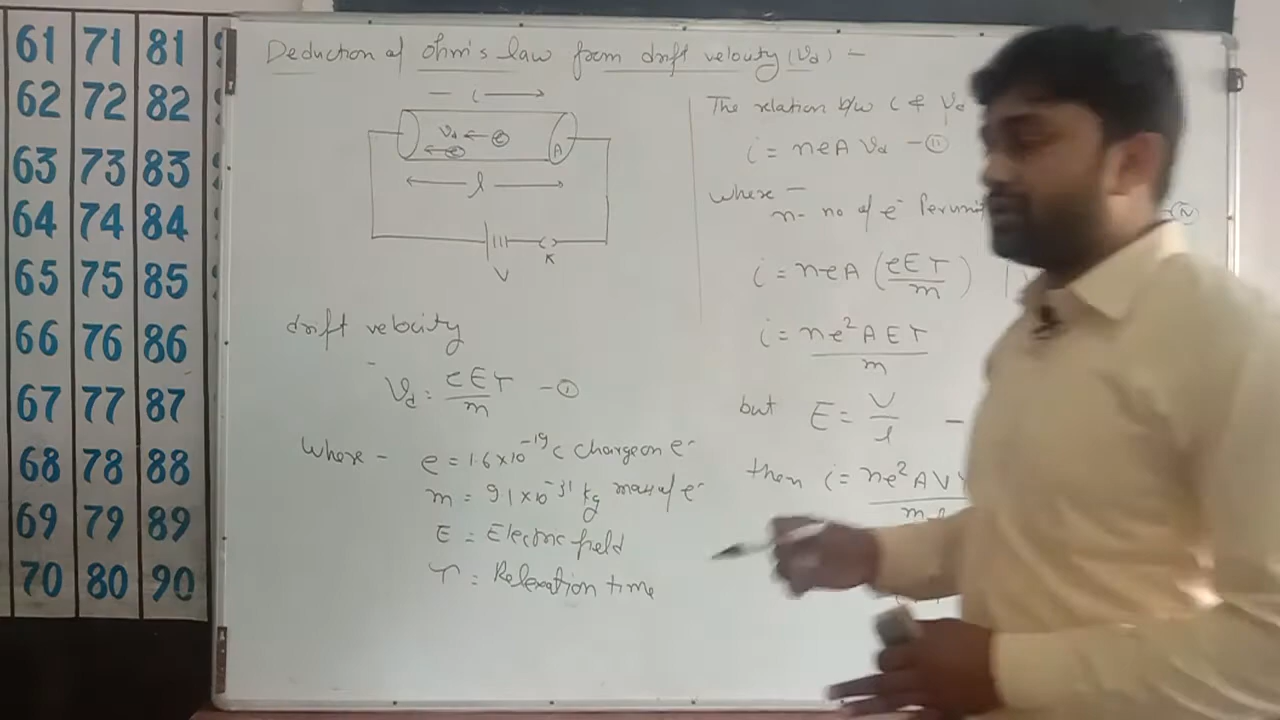 61 71 81
62 72 82
63 73 83
64 74 84
65 75 85
66 76 86
67 77 87
68 78 88
69 79 89
70 80 90
Deduction of ohm's law from drift velocity (Vd) -
- i →
Vd ← e
← e
A
← l →
V
K
drift velocity
Vd = eEτ/m - ①
Where - e = 1.6×10⁻¹⁹ C charge on e⁻
m = 9.1×10⁻³¹ kg mass of e⁻
E = Electric field
τ = Relexation time
The relation b/w i & Vd
i = neA Vd - ②
where -
n- no of e⁻ Per unit
i = neA (eEτ/m)
i = ne²AEτ/m
but E = V/l -
then i = ne²AV
m l